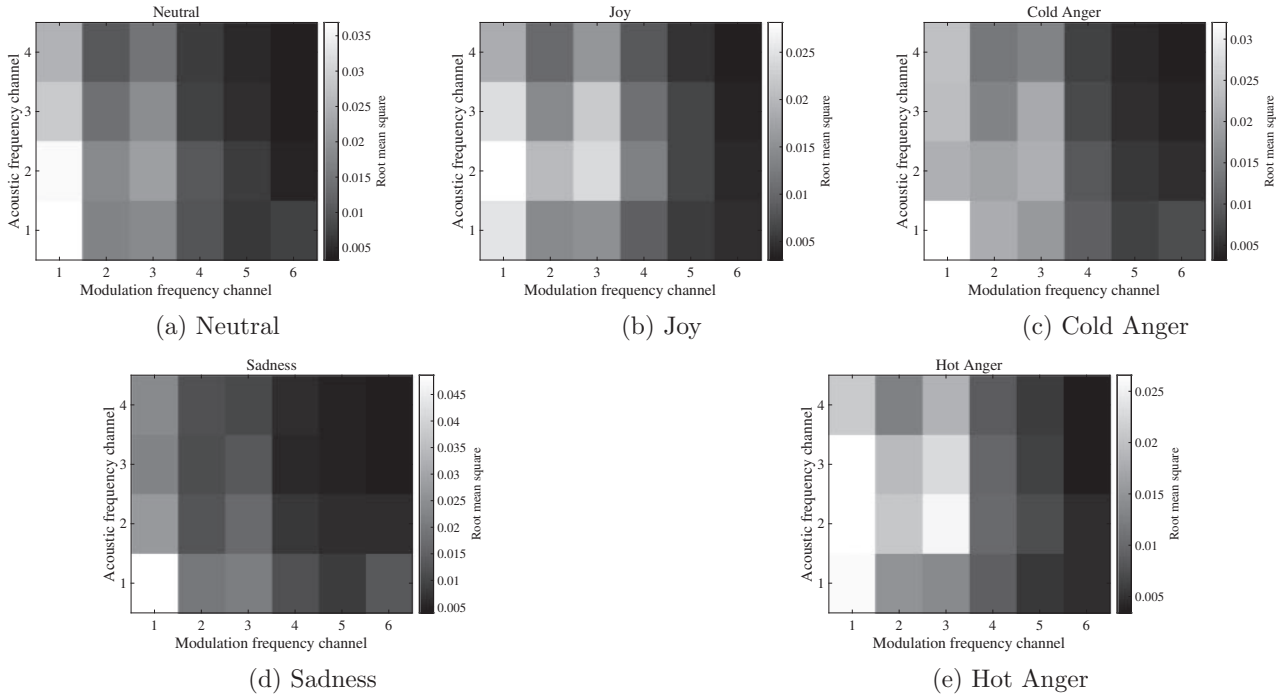 Neutral
Acoustic frequency channel
4
3
2
1
1 2 3 4 5 6
Modulation frequency channel
0.035
0.03
0.025
0.02
0.015
0.01
0.005
Root mean square
(a) Neutral
Joy
Acoustic frequency channel
4
3
2
1
1 2 3 4 5 6
Modulation frequency channel
0.025
0.02
0.015
0.01
0.005
Root mean square
(b) Joy
Cold Anger
Acoustic frequency channel
4
3
2
1
1 2 3 4 5 6
Modulation frequency channel
0.03
0.025
0.02
0.015
0.01
0.005
Root mean square
(c) Cold Anger
Sadness
Acoustic frequency channel
4
3
2
1
1 2 3 4 5 6
Modulation frequency channel
0.045
0.04
0.035
0.03
0.025
0.02
0.015
0.01
0.005
Root mean square
(d) Sadness
Hot Anger
Acoustic frequency channel
4
3
2
1
1 2 3 4 5 6
Modulation frequency channel
0.025
0.02
0.015
0.01
0.005
Root mean square
(e) Hot Anger